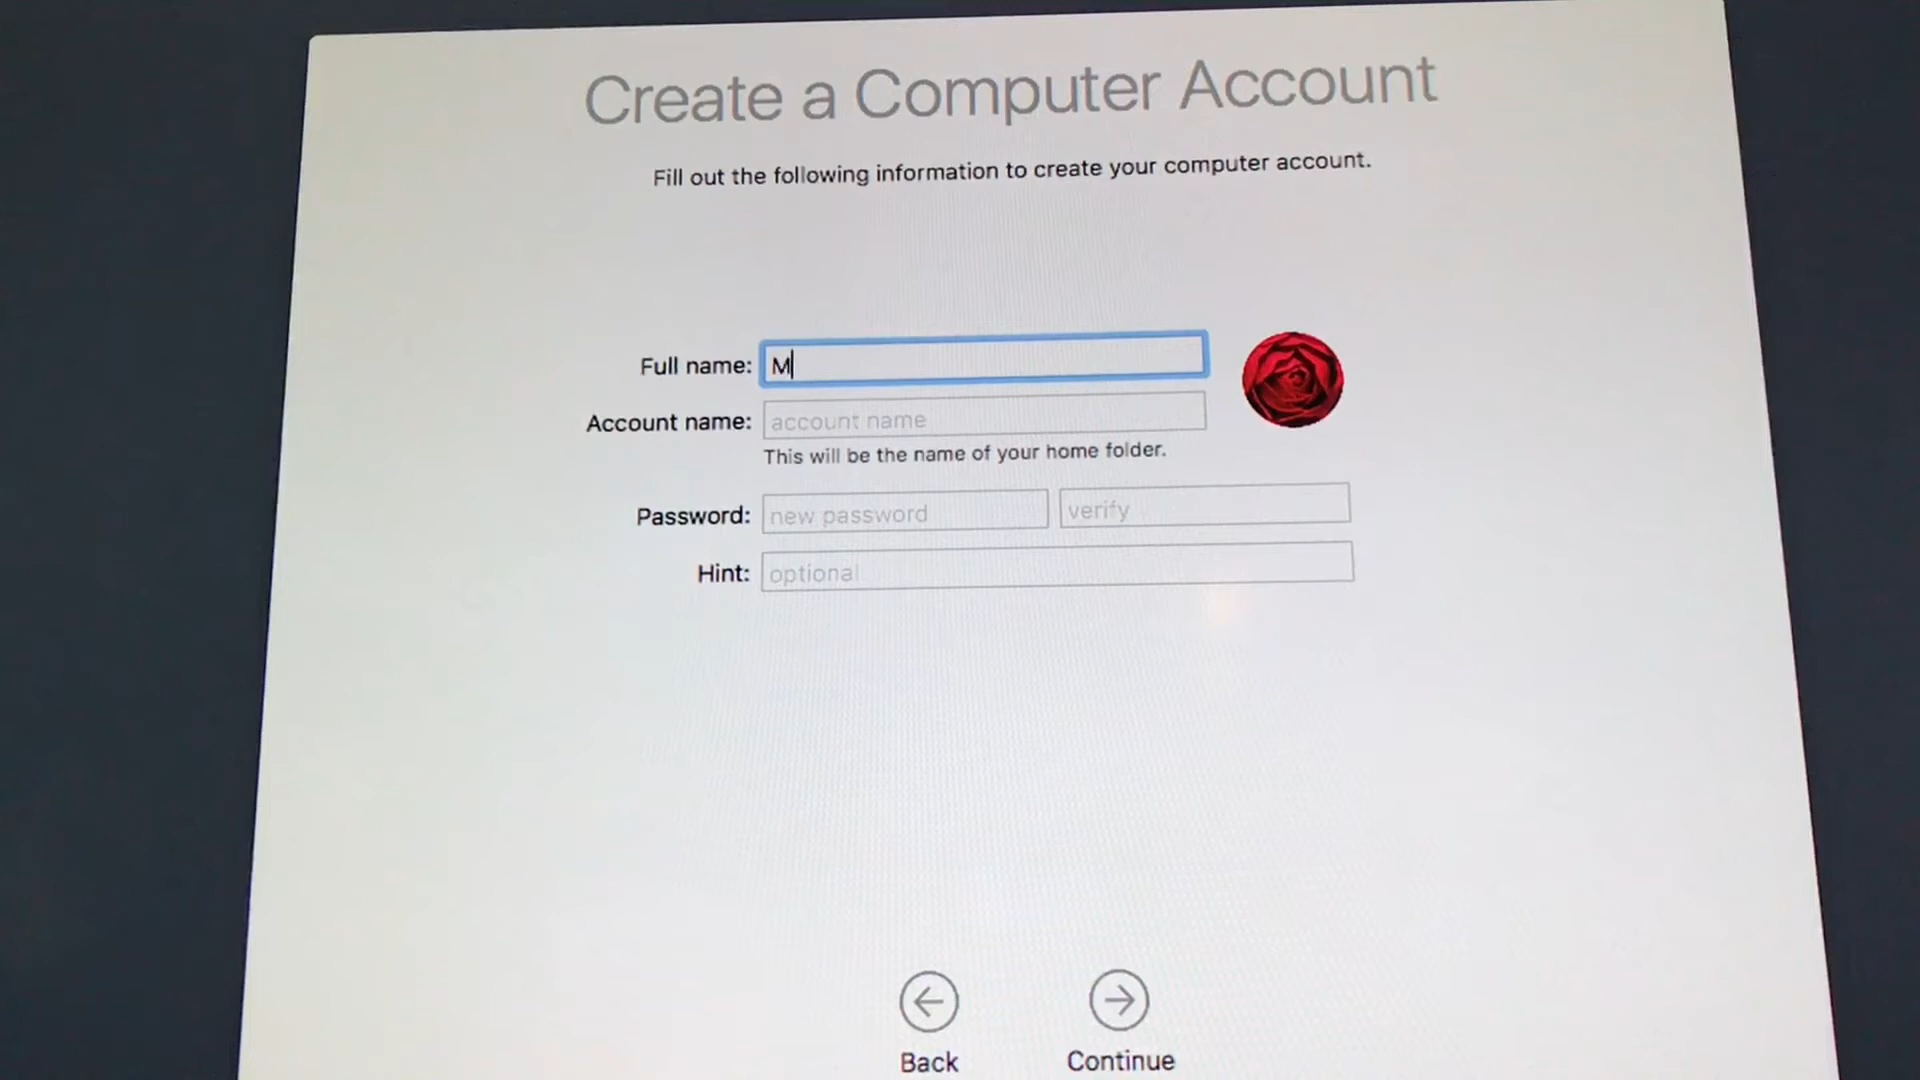 Create a Computer Account
Fill out the following information to create your computer account.
Full name: M
Account name: account name
This will be the name of your home folder.
Password: new password verify
Hint: optional
Back Continue